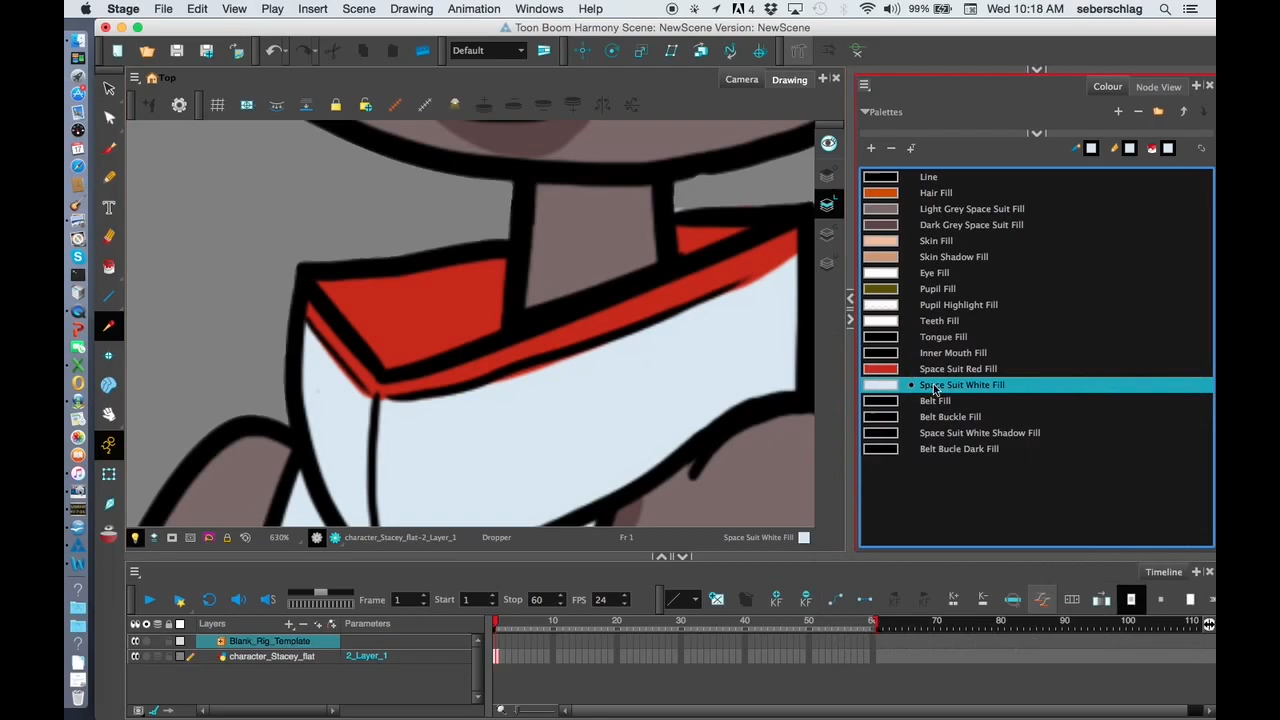 Stage File Edit View Play Insert Scene Drawing Animation Windows Help 4 99% Wed 10:18 AM seberschlag
Toon Boom Harmony Scene: NewScene Version: NewScene
Default
Top Camera Drawing
Colour Node View
Palettes
Line
Hair Fill
Light Grey Space Suit Fill
Dark Grey Space Suit Fill
Skin Fill
Skin Shadow Fill
Eye Fill
Pupil Fill
Pupil Highlight Fill
Teeth Fill
Tongue Fill
Inner Mouth Fill
Space Suit Red Fill
Space Suit White Fill
Belt Fill
Belt Buckle Fill
Space Suit White Shadow Fill
Belt Bucle Dark Fill
630% character_Stacey_flat-2_Layer_1 Dropper Fr 1 Space Suit White Fill
Timeline
Frame 1 Start 1 Stop 60 FPS 24
Layers Parameters 10 20 30 40 50 60 70 80 90 100 110
Blank_Rig_Template
character_Stacey_flat 2_Layer_1